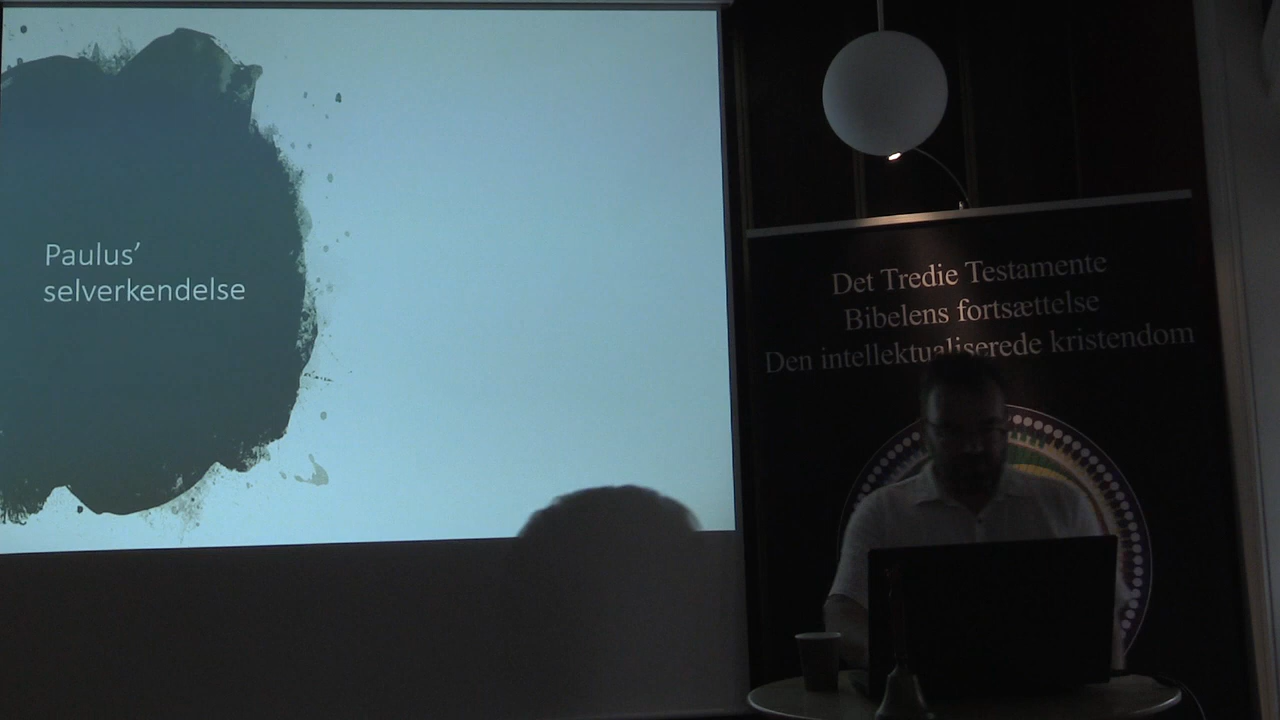 Paulus’
selverkendelse
Det Tredie Testamente
Bibelens fortsættelse
Den intellektualiserede kristendom